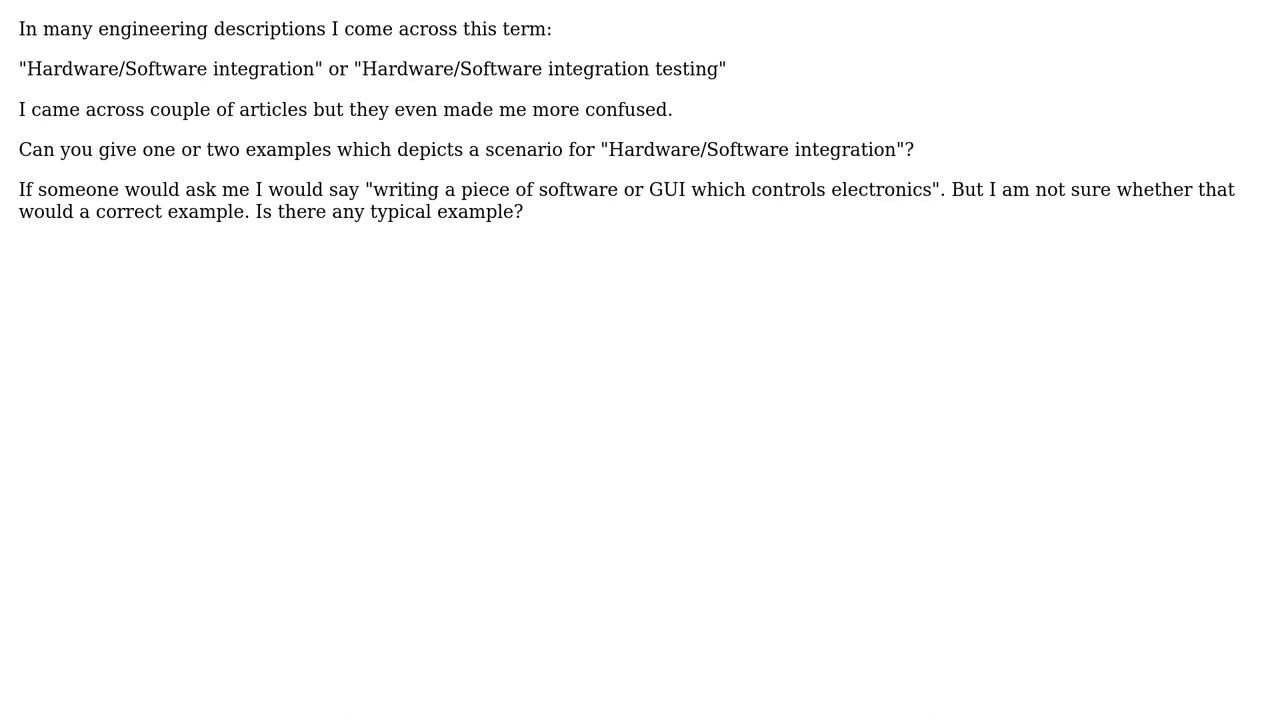 In many engineering descriptions I come across this term:
"Hardware/Software integration" or "Hardware/Software integration testing"
I came across couple of articles but they even made me more confused.
Can you give one or two examples which depicts a scenario for "Hardware/Software integration"?
If someone would ask me I would say "writing a piece of software or GUI which controls electronics". But I am not sure whether that
would a correct example. Is there any typical example?